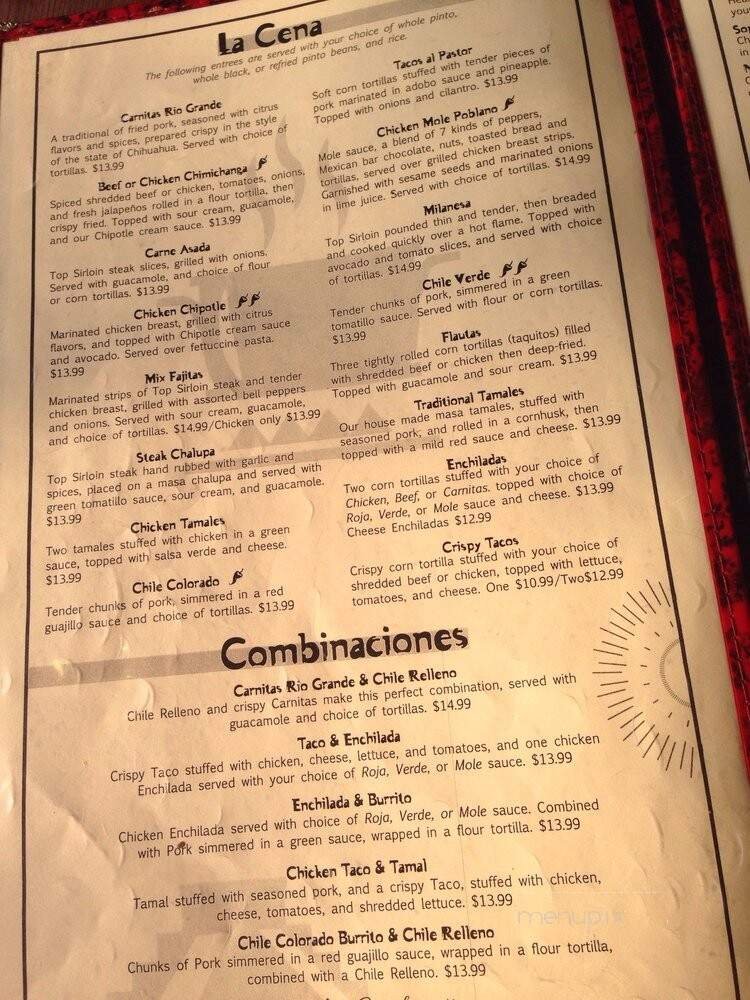 La Cena
The following entrees are served with your choice of whole pinto,
whole black, or refried pinto beans, and rice.
Carnitas Rio Grande
A traditional of fried pork, seasoned with citrus
flavors and spices, prepared crispy in the style
of the state of Chihuahua. Served with choice of
tortillas. $13.99
Beef or Chicken Chimichanga
Spiced shredded beef or chicken, tomatoes, onions,
and fresh jalapeños rolled in a flour tortilla, then
crispy fried. Topped with sour cream, guacamole,
and our Chipotle cream sauce. $13.99
Carne Asada
Top Sirloin steak slices, grilled with onions.
Served with guacamole, and choice of flour
or corn tortillas. $13.99
Chicken Chipotle
Marinated chicken breast, grilled with citrus
flavors, and topped with Chipotle cream sauce
and avocado. Served over fettuccine pasta.
$13.99
Mix Fajitas
Marinated strips of Top Sirloin steak and tender
chicken breast, grilled with assorted bell peppers
and onions. Served with sour cream, guacamole,
and choice of tortillas. $14.99/Chicken only $13.99
Steak Chalupa
Top Sirloin steak hand rubbed with garlic and
spices, placed on a masa chalupa and served with
green tomatillo sauce, sour cream, and guacamole.
$13.99
Chicken Tamales
Two tamales stuffed with chicken in a green
sauce, topped with salsa verde and cheese.
$13.99
Chile Colorado
Tender chunks of pork, simmered in a red
guajillo sauce and choice of tortillas. $13.99
Tacos al Pastor
Soft corn tortillas stuffed with tender pieces of
pork marinated in adobo sauce and pineapple.
Topped with onions and cilantro. $13.99
Chicken Mole Poblano
Mole sauce, a blend of 7 kinds of peppers,
Mexican bar chocolate, nuts, toasted bread and
tortillas, served over grilled chicken breast strips.
Garnished with sesame seeds and marinated onions
in lime juice. Served with choice of tortillas. $14.99
Milanesa
Top Sirloin pounded thin and tender, then breaded
and cooked quickly over a hot flame. Topped with
avocado and tomato slices, and served with choice
of tortillas. $14.99
Chile Verde
Tender chunks of pork, simmered in a green
tomatillo sauce. Served with flour or corn tortillas.
$13.99
Flautas
Three tightly rolled corn tortillas (taquitos) filled
with shredded beef or chicken then deep-fried.
Topped with guacamole and sour cream. $13.99
Traditional Tamales
Our house made masa tamales, stuffed with
seasoned pork, and rolled in a cornhusk, then
topped with a mild red sauce and cheese. $13.99
Enchiladas
Two corn tortillas stuffed with your choice of
Chicken, Beef, or Carnitas. topped with choice of
Roja, Verde, or Mole sauce and cheese. $13.99
Cheese Enchiladas $12.99
Crispy Tacos
Crispy corn tortilla stuffed with your choice of
shredded beef or chicken, topped with lettuce,
tomatoes, and cheese. One $10.99/Two$12.99
Combinaciones
Carnitas Rio Grande & Chile Relleno
Chile Relleno and crispy Carnitas make this perfect combination, served with
guacamole and choice of tortillas. $14.99
Taco & Enchilada
Crispy Taco stuffed with chicken, cheese, lettuce, and tomatoes, and one chicken
Enchilada served with your choice of Roja, Verde, or Mole sauce. $13.99
Enchilada & Burrito
Chicken Enchilada served with choice of Roja, Verde, or Mole sauce. Combined
with Pork simmered in a green sauce, wrapped in a flour tortilla. $13.99
Chicken Taco & Tamal
Tamal stuffed with seasoned pork, and a crispy Taco, stuffed with chicken,
cheese, tomatoes, and shredded lettuce. $13.99
Chile Colorado Burrito & Chile Relleno
Chunks of Pork simmered in a red guajillo sauce, wrapped in a flour tortilla,
combined with a Chile Relleno. $13.99
menupix